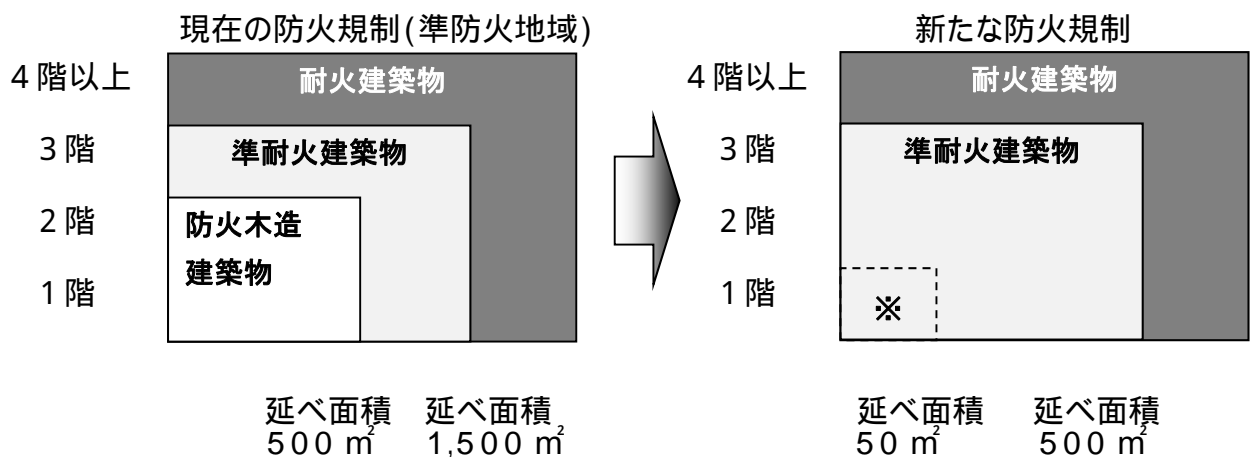 現在の防火規制(準防火地域)
4階以上
3階
2階
1階
耐火建築物
準耐火建築物
防火木造
建築物
延べ面積
500㎡
延べ面積
1,500㎡
新たな防火規制
4階以上
3階
2階
1階
耐火建築物
準耐火建築物
※
延べ面積
50㎡
延べ面積
500㎡